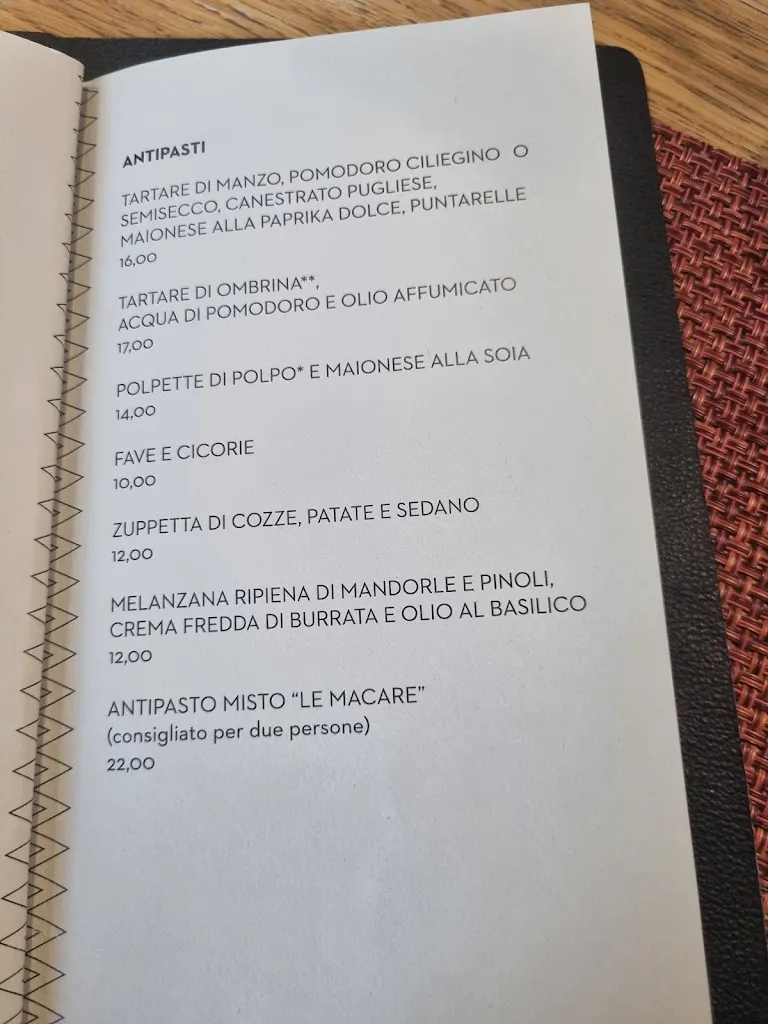 ANTIPASTI
TARTARE DI MANZO, POMODORO CILIEGINO O
SEMISECCO, CANESTRATO PUGLIESE,
MAIONESE ALLA PAPRIKA DOLCE, PUNTARELLE
16,00
TARTARE DI OMBRINA**,
ACQUA DI POMODORO E OLIO AFFUMICATO
17,00
POLPETTE DI POLPO* E MAIONESE ALLA SOIA
14,00
FAVE E CICORIE
10,00
ZUPPETTA DI COZZE, PATATE E SEDANO
12,00
MELANZANA RIPIENA DI MANDORLE E PINOLI,
CREMA FREDDA DI BURRATA E OLIO AL BASILICO
12,00
ANTIPASTO MISTO “LE MACARE”
(consigliato per due persone)
22,00